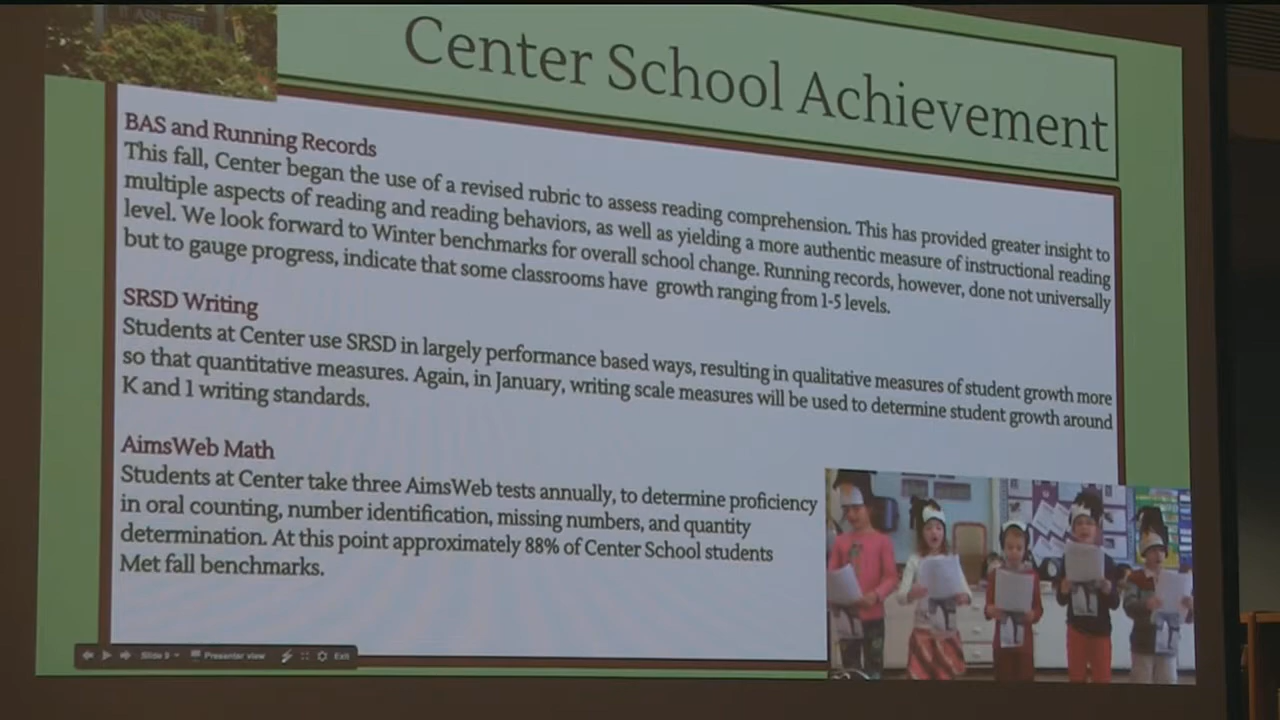 Center School Achievement
BAS and Running Records
This fall, Center began the use of a revised rubric to assess reading comprehension. This has provided greater insight to
multiple aspects of reading and reading behaviors, as well as yielding a more authentic measure of instructional reading
level. We look forward to Winter benchmarks for overall school change. Running records, however, done not universally
but to gauge progress, indicate that some classrooms have growth ranging from 1-5 levels.
SRSD Writing
Students at Center use SRSD in largely performance based ways, resulting in qualitative measures of student growth more
so that quantitative measures. Again, in January, writing scale measures will be used to determine student growth around
K and 1 writing standards.
AimsWeb Math
Students at Center take three AimsWeb tests annually, to determine proficiency
in oral counting, number identification, missing numbers, and quantity
determination. At this point approximately 88% of Center School students
Met fall benchmarks.
Slide 9 Presenter view Exit